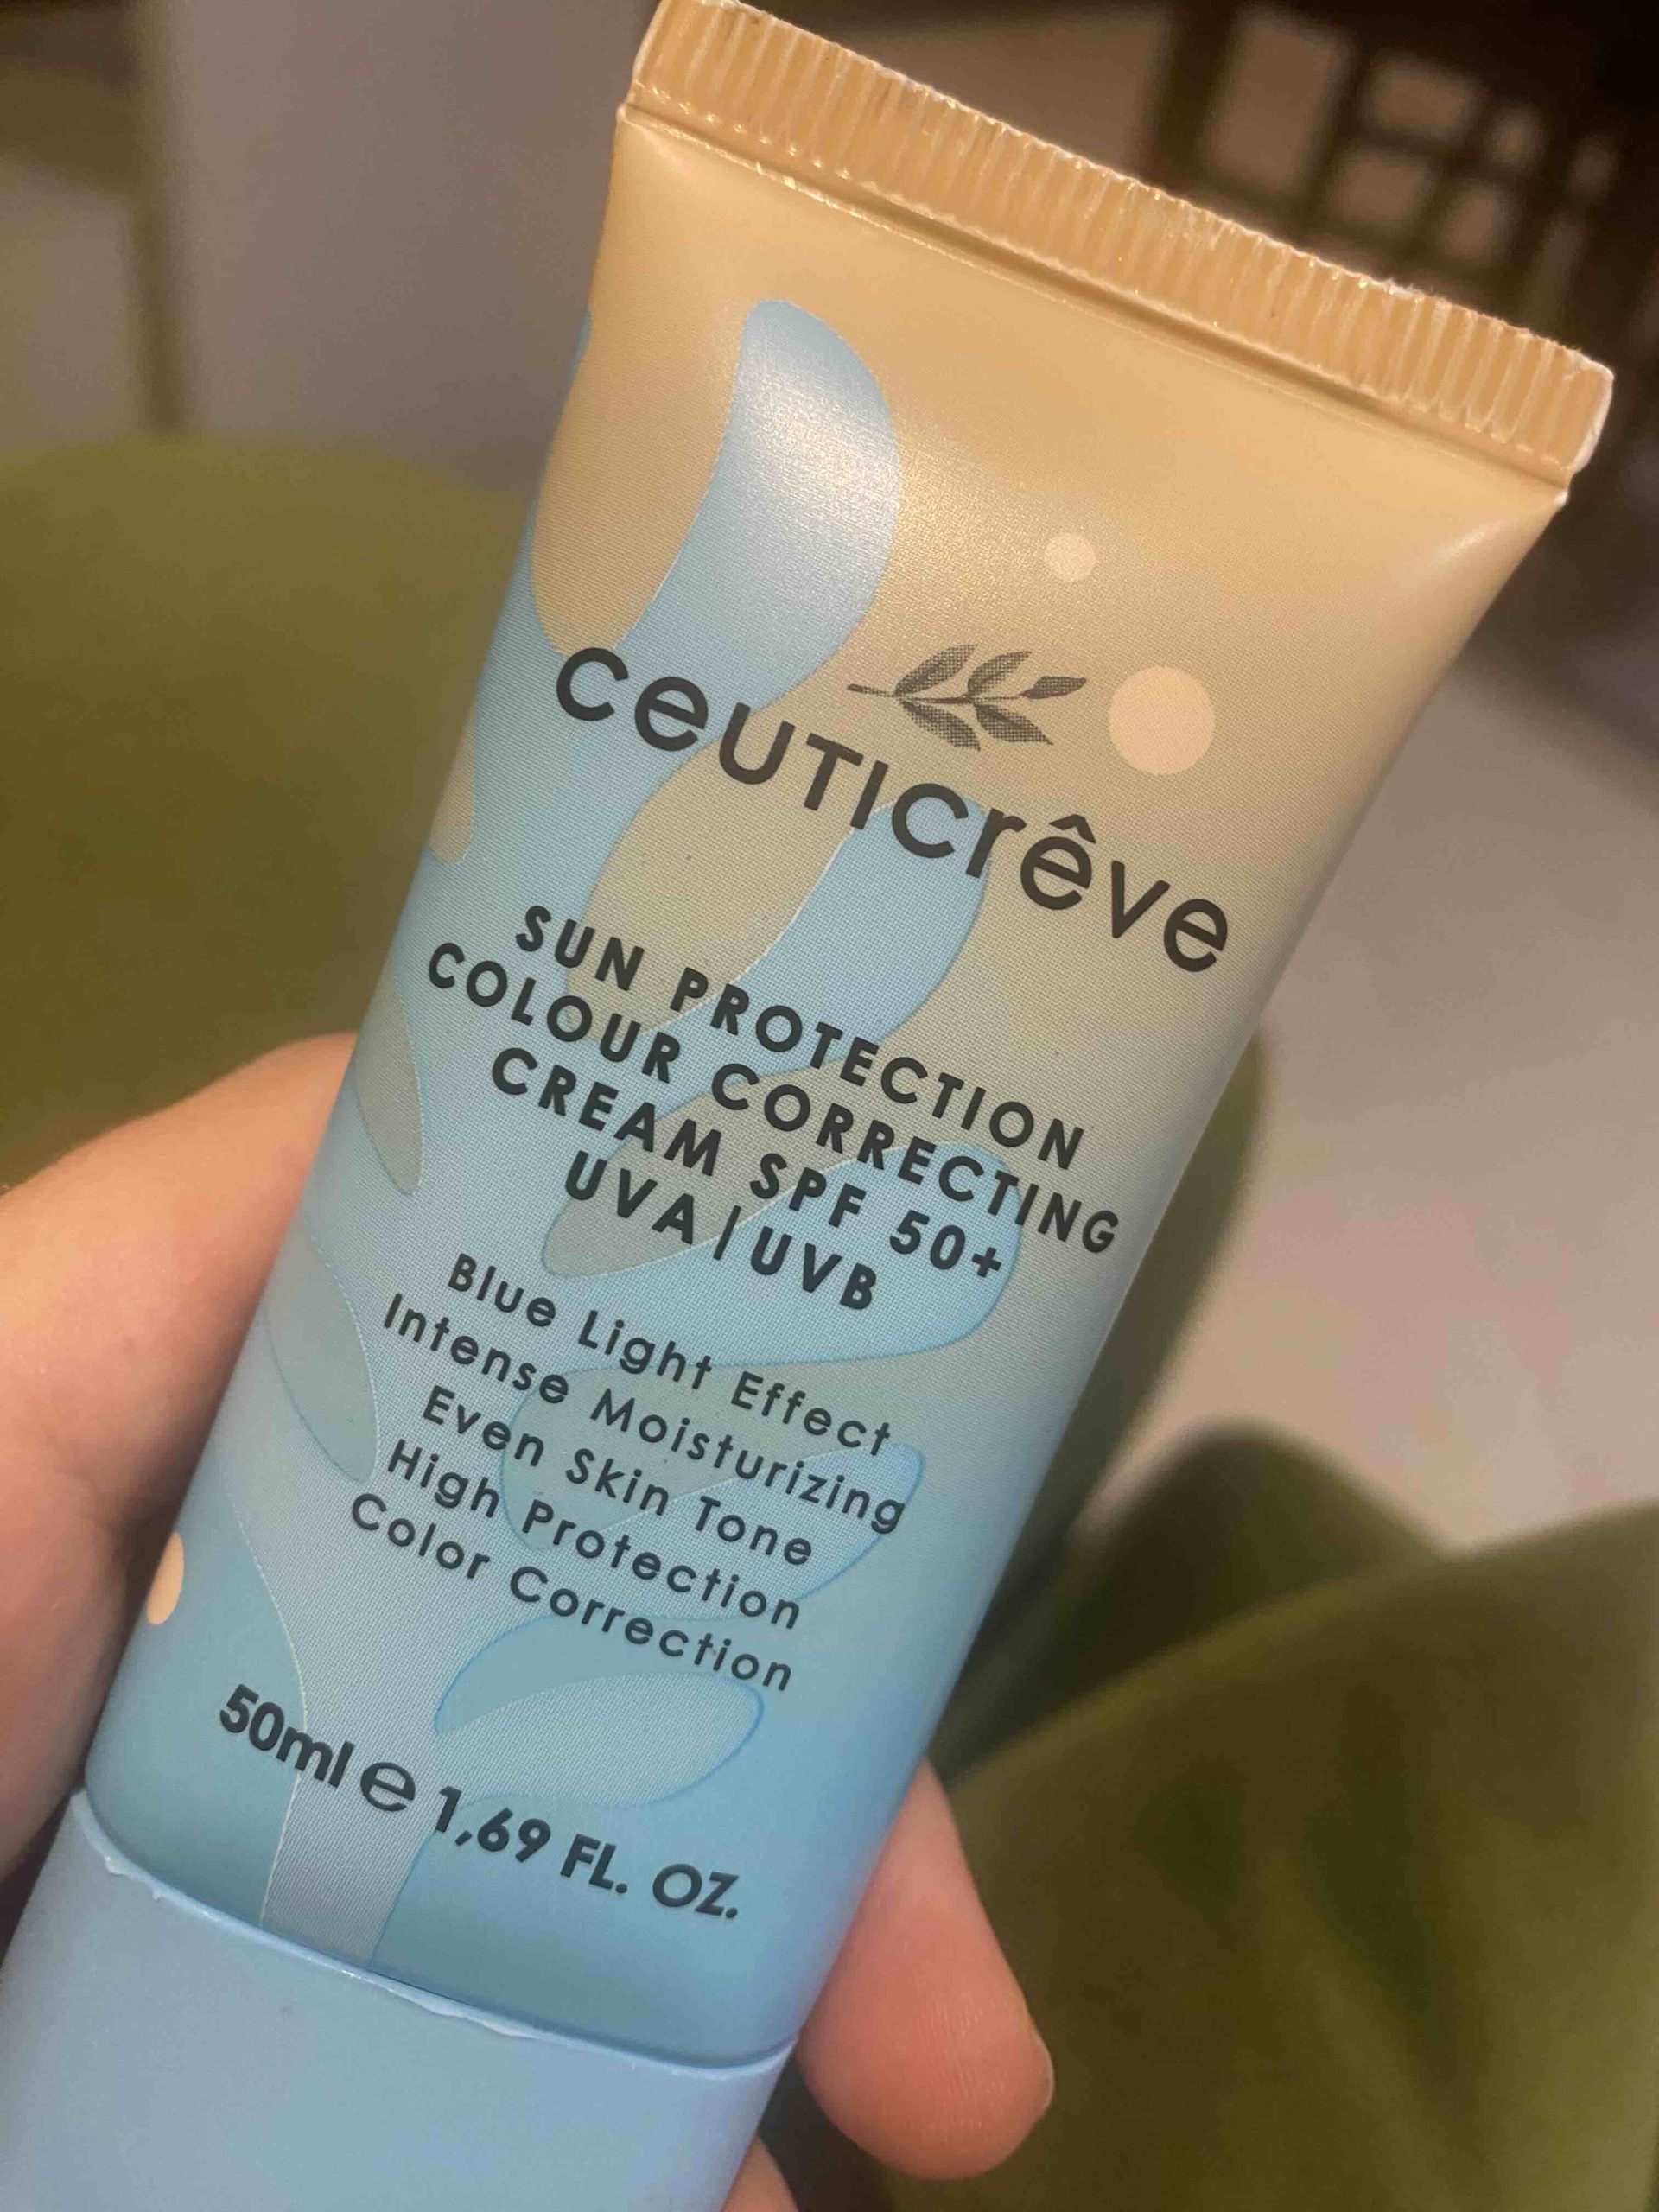 ceuticrêve
SUN PROTECTION
COLOUR CORRECTING
CREAM SPF 50+
UVA|UVB
Blue Light Effect
Intense Moisturizing
Even Skin Tone
High Protection
Color Correction
50ml e 1,69 FL. OZ.